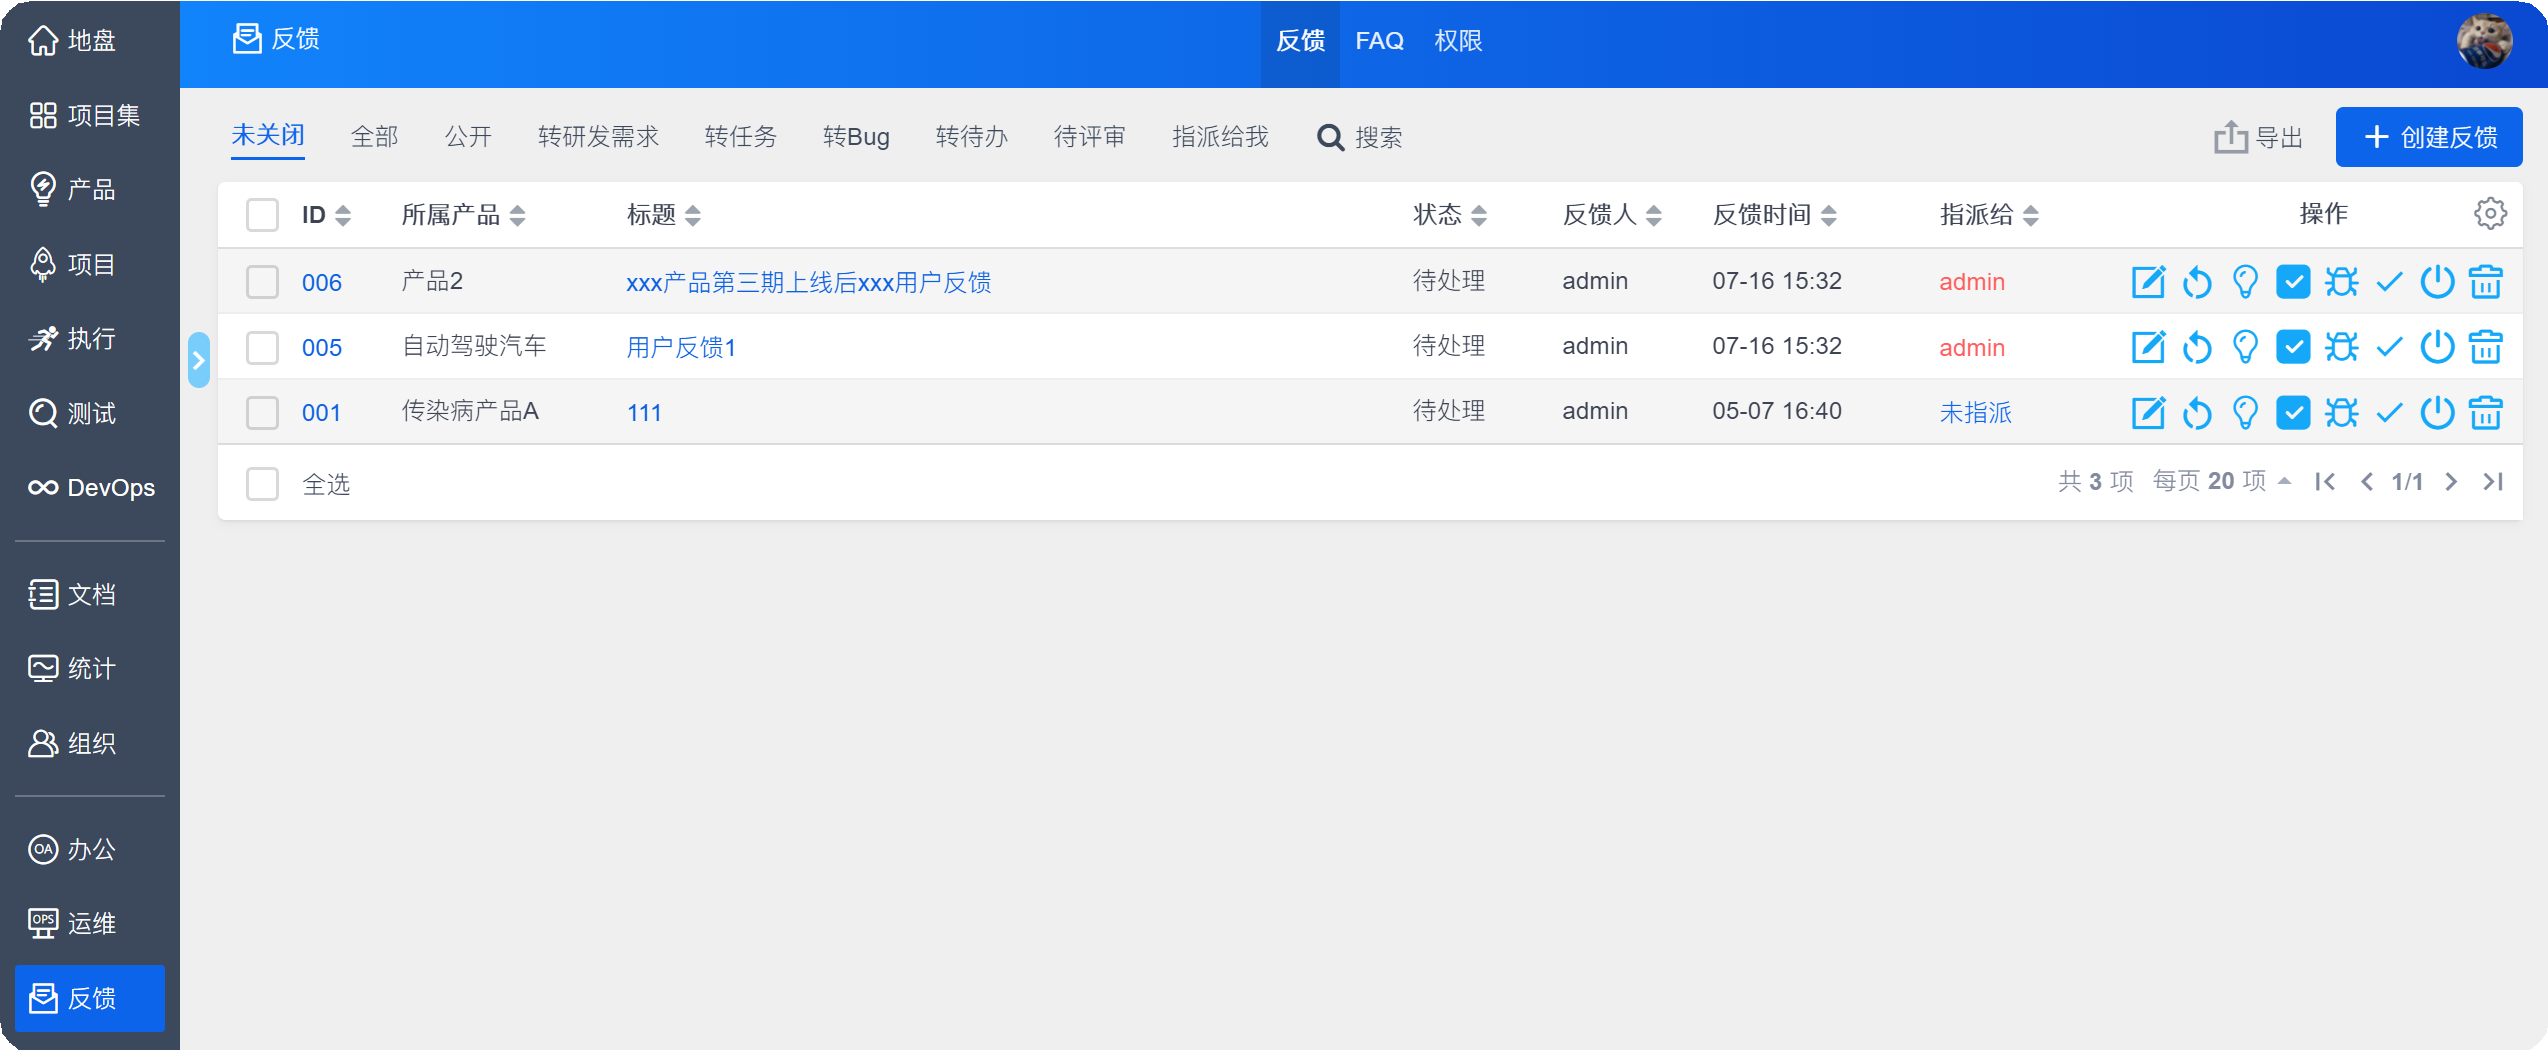 地盘
项目集
产品
项目
执行
测试
DevOps
文档
统计
组织
OA 办公
OPS 运维
反馈
反馈
反馈 FAQ 权限
未关闭 全部 公开 转研发需求 转任务 转Bug 转待办 待评审 指派给我 搜索 导出 创建反馈
ID 所属产品 标题 状态 反馈人 反馈时间 指派给 操作
006 产品2 xxx产品第三期上线后xxx用户反馈 待处理 admin 07-16 15:32 admin
005 自动驾驶汽车 用户反馈1 待处理 admin 07-16 15:32 admin
001 传染病产品A 111 待处理 admin 05-07 16:40 未指派
全选 共 3 项 每页 20 项 1/1